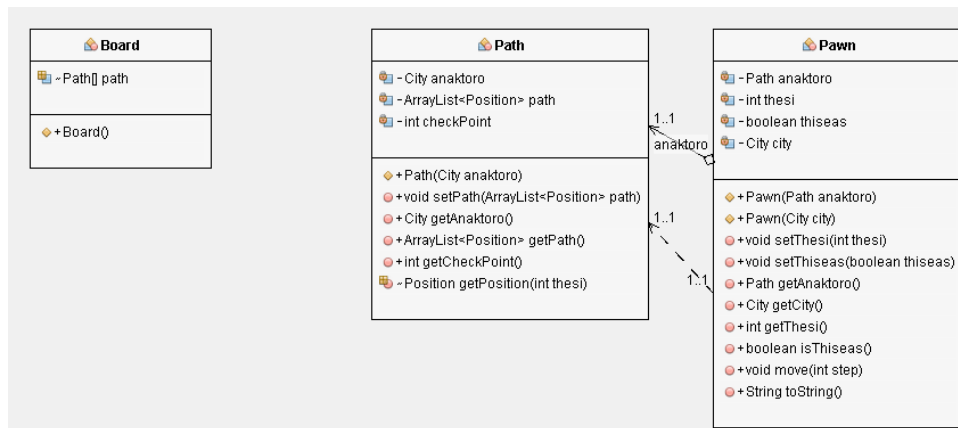 Board
~Path[] path
+Board()
Path
-City anaktoro
-ArrayList<Position> path
-int checkPoint
+Path(City anaktoro)
+void setPath(ArrayList<Position> path)
+City getAnaktoro()
+ArrayList<Position> getPath()
+int getCheckPoint()
~Position getPosition(int thesi)
1..1
anaktoro
1..1
1..1
Pawn
-Path anaktoro
-int thesi
-boolean thiseas
-City city
+Pawn(Path anaktoro)
+Pawn(City city)
+void setThesi(int thesi)
+void setThiseas(boolean thiseas)
+Path getAnaktoro()
+City getCity()
+int getThesi()
+boolean isThiseas()
+void move(int step)
+String toString()